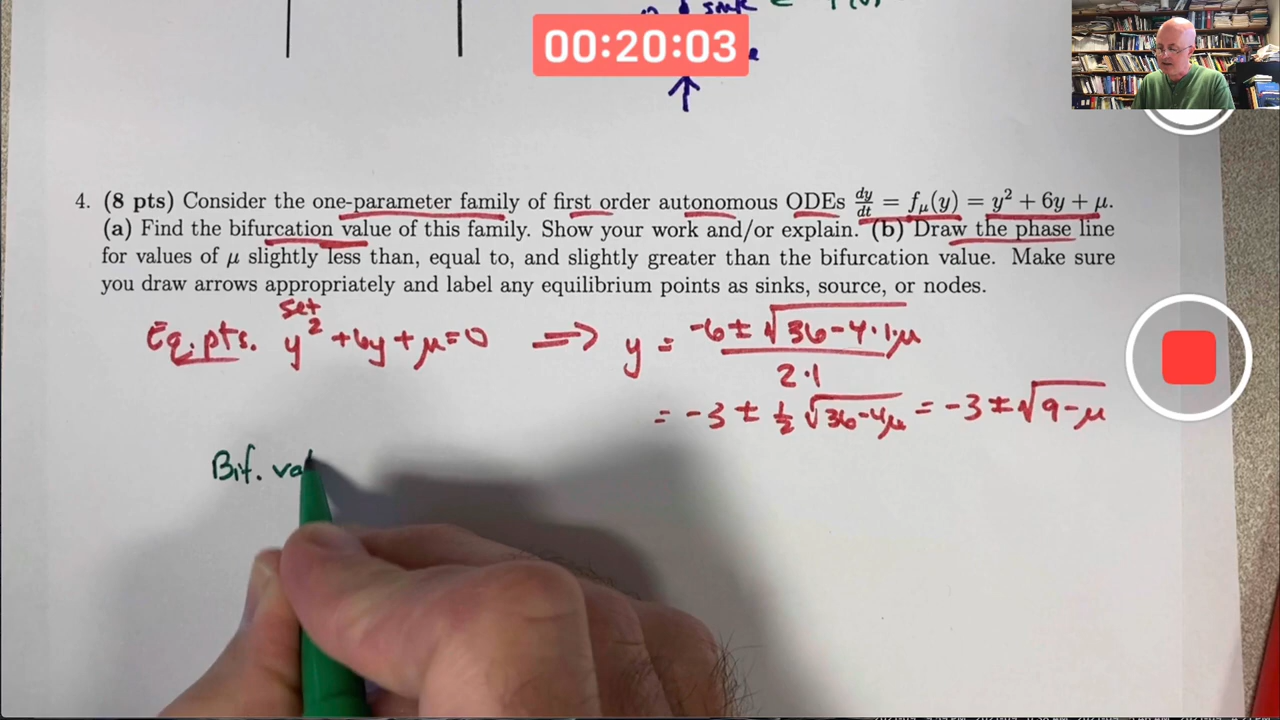 sink
00:20:03
4. (8 pts) Consider the one-parameter family of first order autonomous ODEs dy/dt = fμ(y) = y² + 6y + μ.
(a) Find the bifurcation value of this family. Show your work and/or explain. (b) Draw the phase line
for values of μ slightly less than, equal to, and slightly greater than the bifurcation value. Make sure
you draw arrows appropriately and label any equilibrium points as sinks, source, or nodes.
set
Eq. pts. y² + 6y + μ = 0 ⟹ y = (-6 ± √(36 - 4·1μ))/(2·1)
= -3 ± ½ √(36-4μ) = -3 ± √(9-μ)
Bif. val